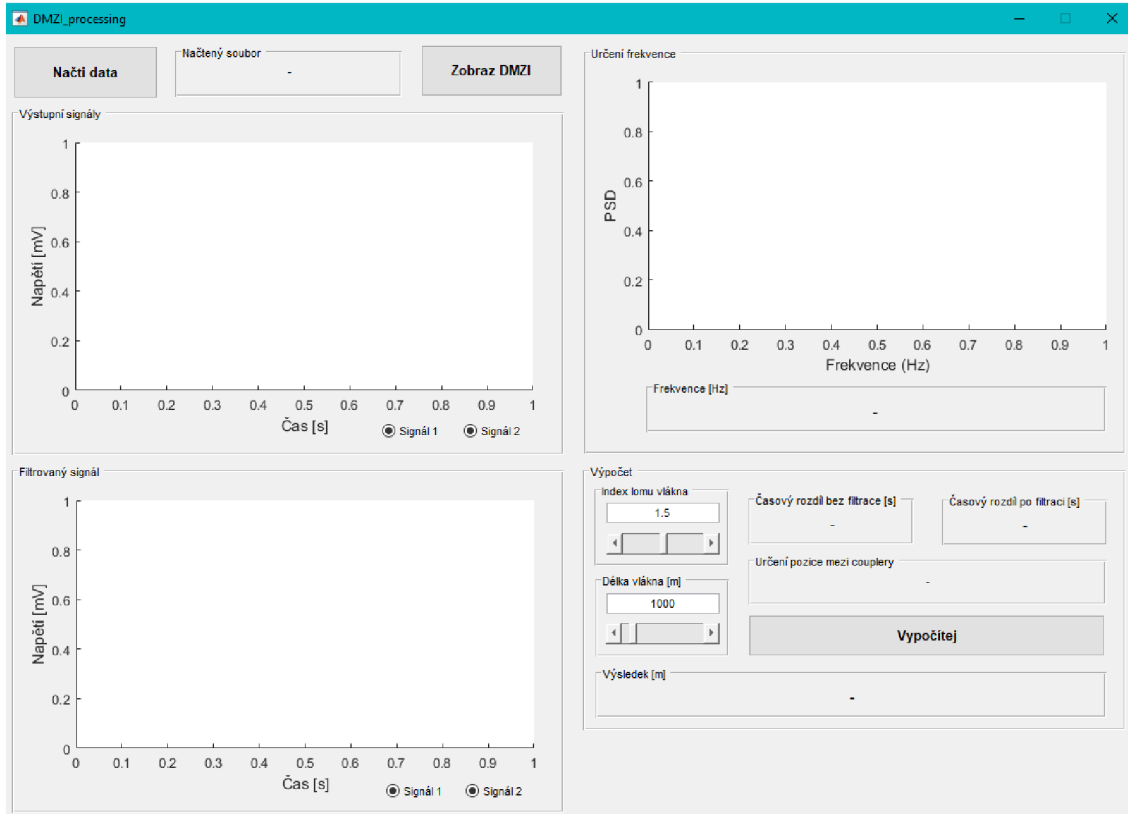 DMZI_processing
Načti data
Načtený soubor
-
Zobraz DMZI
Výstupní signály
1
0.8
0.6
0.4
0.2
0
Napětí [mV]
0 0.1 0.2 0.3 0.4 0.5 0.6 0.7 0.8 0.9 1
Čas [s]
Signál 1
Signál 2
Filtrovaný signál
1
0.8
0.6
0.4
0.2
0
Napětí [mV]
0 0.1 0.2 0.3 0.4 0.5 0.6 0.7 0.8 0.9 1
Čas [s]
Signál 1
Signál 2
Určení frekvence
1
0.8
0.6
0.4
0.2
0
PSD
0 0.1 0.2 0.3 0.4 0.5 0.6 0.7 0.8 0.9 1
Frekvence (Hz)
Frekvence [Hz]
-
Výpočet
Index lomu vlákna
1.5
Délka vlákna [m]
1000
Časový rozdíl bez filtrace [s]
-
Časový rozdíl po filtraci [s]
-
Určení pozice mezi couplery
-
Vypočítej
Výsledek [m]
-